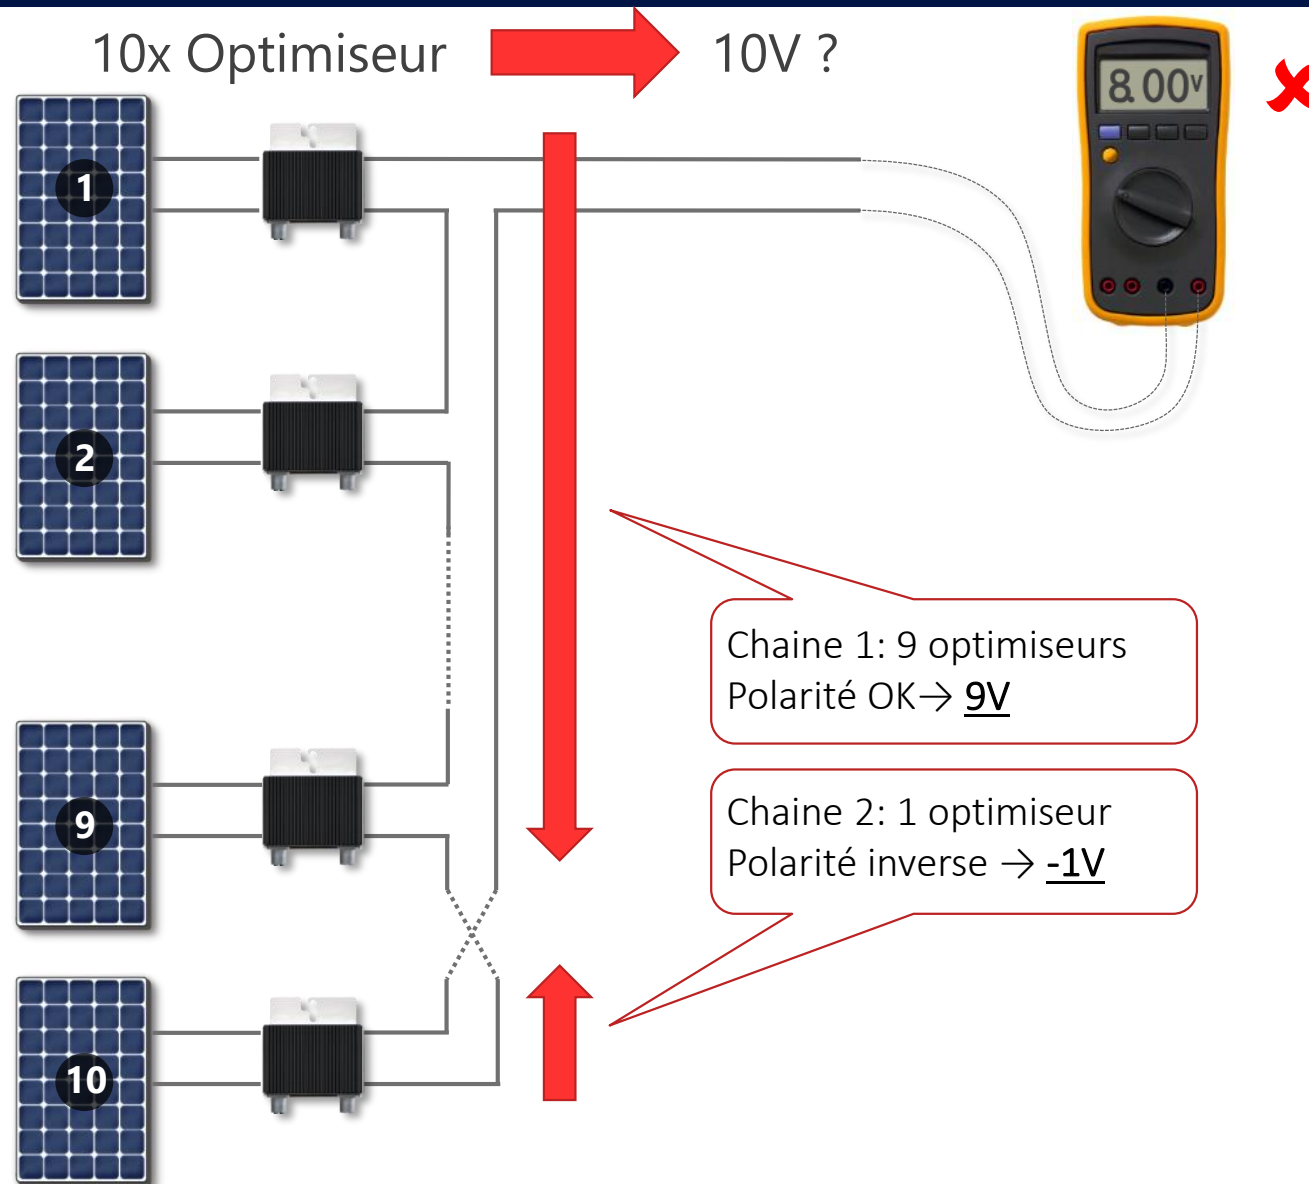 10x Optimiseur
10V ?
8.00V
1
2
Chaine 1: 9 optimiseurs
Polarité OK→ 9V
9
Chaine 2: 1 optimiseur
Polarité inverse → -1V
10